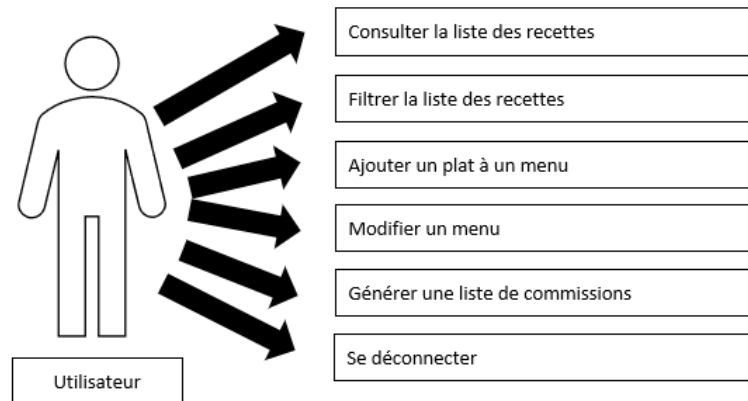 Consulter la liste des recettes
Filtrer la liste des recettes
Ajouter un plat à un menu
Modifier un menu
Générer une liste de commissions
Se déconnecter
Utilisateur